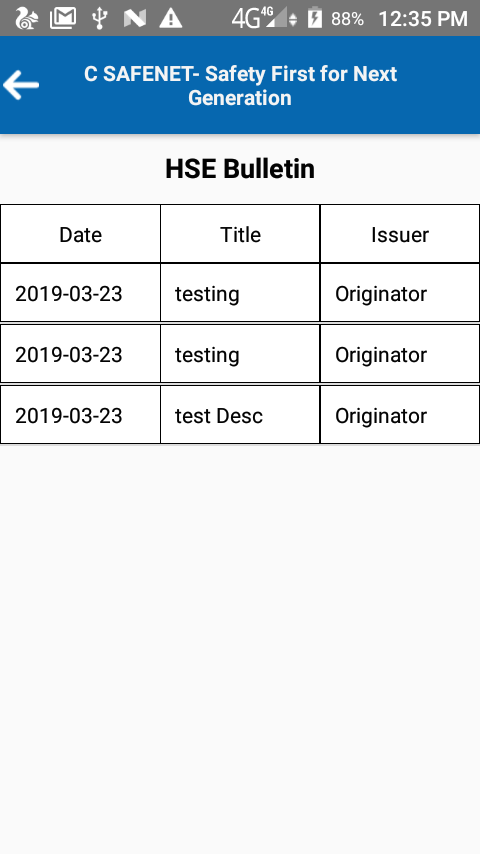 4G 4G 88% 12:35 PM
C SAFENET- Safety First for Next
Generation
HSE Bulletin
Date Title Issuer
2019-03-23 testing Originator
2019-03-23 testing Originator
2019-03-23 test Desc Originator